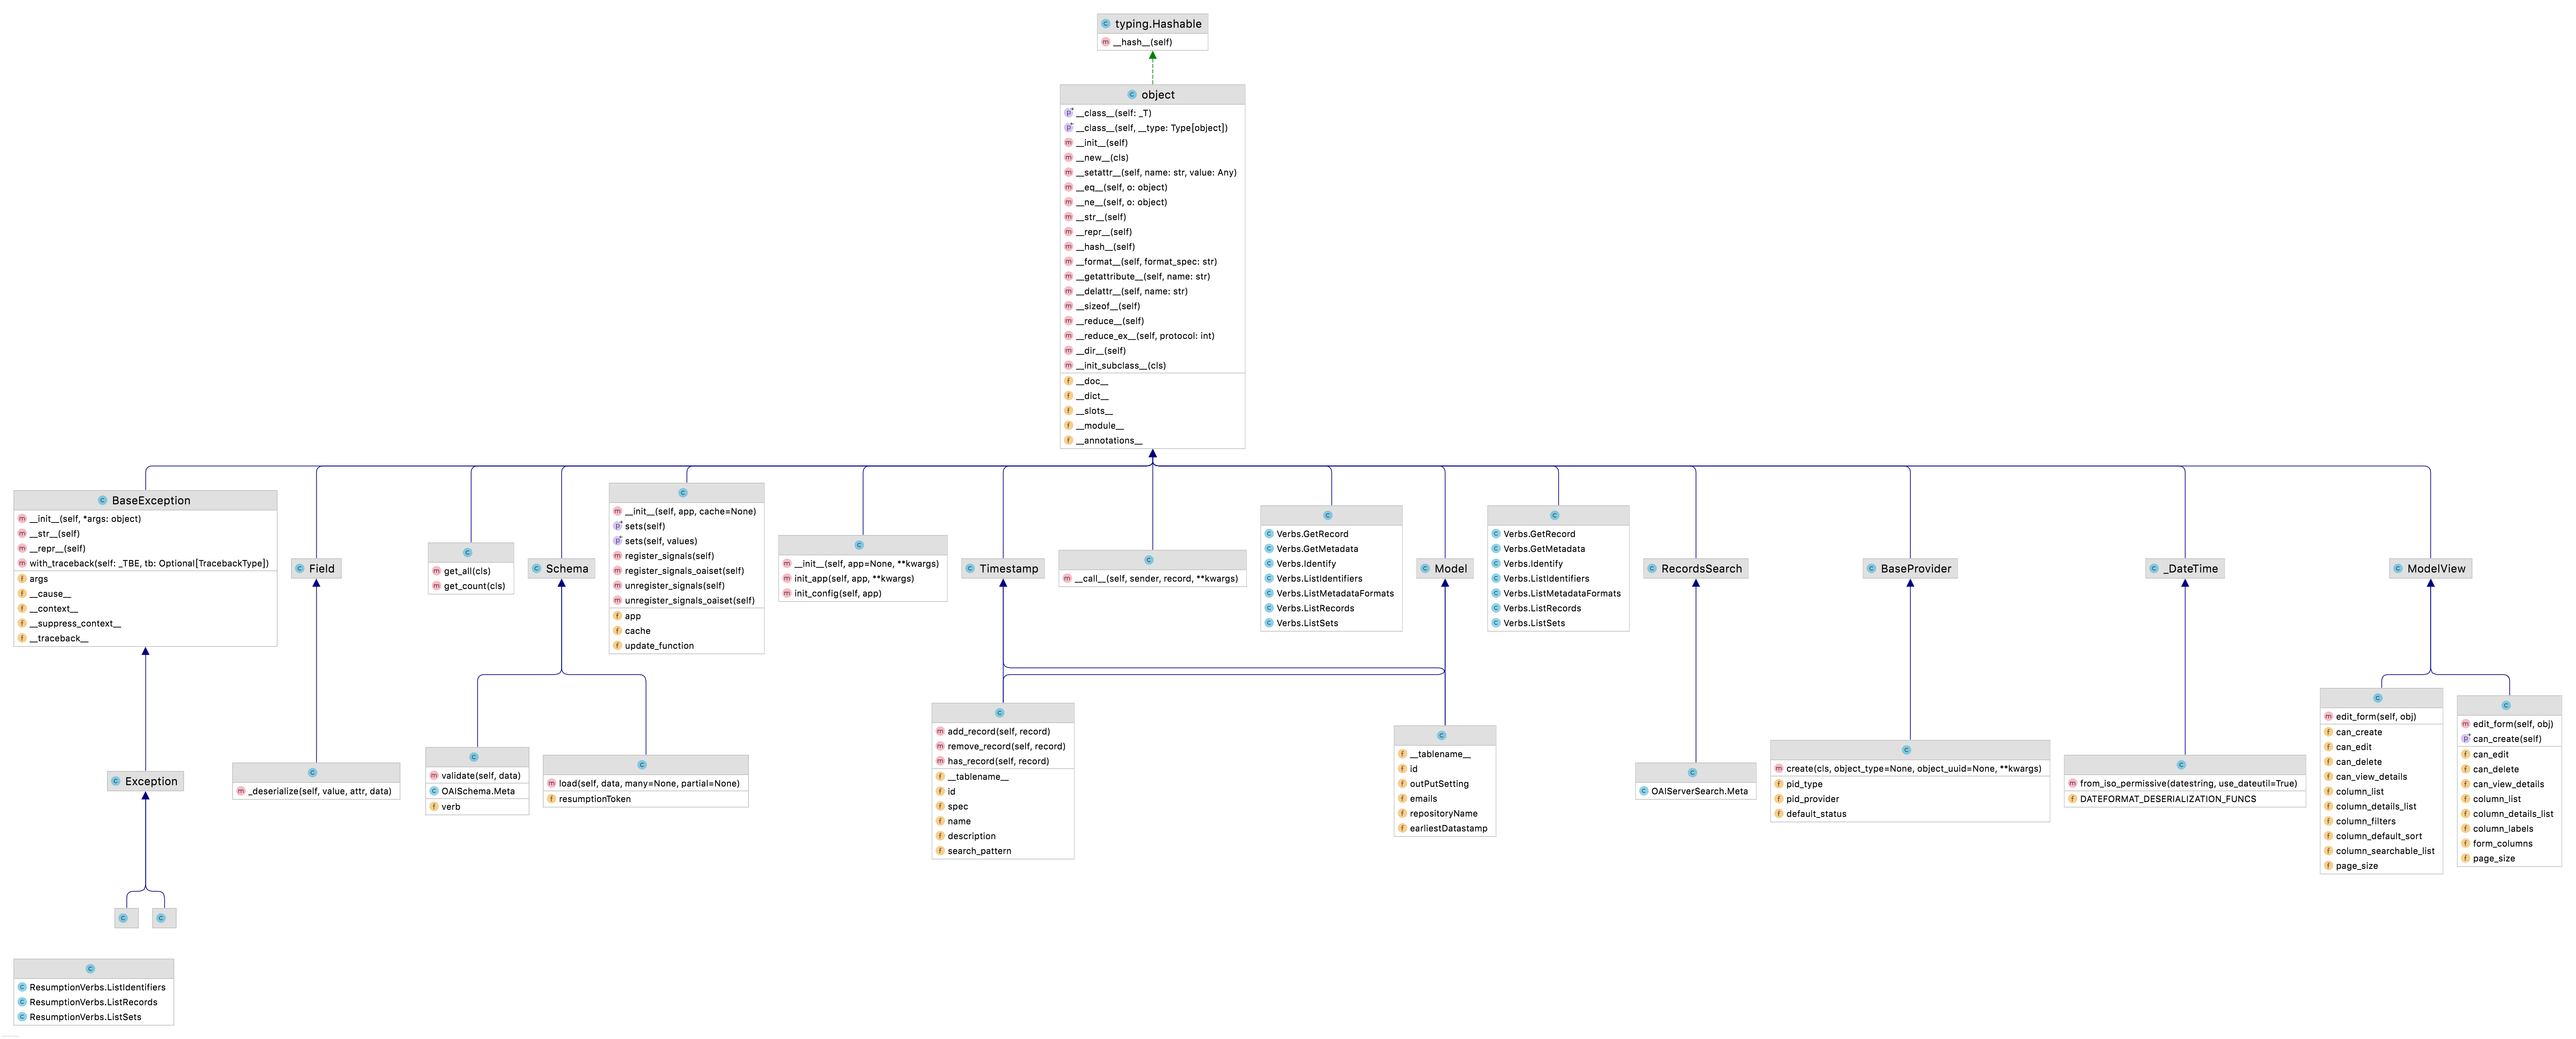 typing.Hashable
__hash__(self)
object
__class__(self: _T)
__class__(self, __type: Type[object])
__init__(self)
__new__(cls)
__setattr__(self, name: str, value: Any)
__eq__(self, o: object)
__ne__(self, o: object)
__str__(self)
__repr__(self)
__hash__(self)
__format__(self, format_spec: str)
__getattribute__(self, name: str)
__delattr__(self, name: str)
__sizeof__(self)
__reduce__(self)
__reduce_ex__(self, protocol: int)
__dir__(self)
__init_subclass__(cls)
__doc__
__dict__
__slots__
__module__
__annotations__
BaseException
__init__(self, *args: object)
__str__(self)
__repr__(self)
with_traceback(self: _TBE, tb: Optional[TracebackType])
args
__cause__
__context__
__suppress_context__
__traceback__
Field
get_all(cls)
get_count(cls)
Schema
__init__(self, app, cache=None)
sets(self)
sets(self, values)
register_signals(self)
register_signals_oaiset(self)
unregister_signals(self)
unregister_signals_oaiset(self)
app
cache
update_function
__init__(self, app=None, **kwargs)
init_app(self, app, **kwargs)
init_config(self, app)
Timestamp
__call__(self, sender, record, **kwargs)
Verbs.GetRecord
Verbs.GetMetadata
Verbs.Identify
Verbs.ListIdentifiers
Verbs.ListMetadataFormats
Verbs.ListRecords
Verbs.ListSets
Model
Verbs.GetRecord
Verbs.GetMetadata
Verbs.Identify
Verbs.ListIdentifiers
Verbs.ListMetadataFormats
Verbs.ListRecords
Verbs.ListSets
RecordsSearch
BaseProvider
_DateTime
ModelView
Exception
_deserialize(self, value, attr, data)
validate(self, data)
OAISchema.Meta
verb
load(self, data, many=None, partial=None)
resumptionToken
add_record(self, record)
remove_record(self, record)
has_record(self, record)
__tablename__
id
spec
name
description
search_pattern
__tablename__
id
outPutSetting
emails
repositoryName
earliestDatastamp
OAIServerSearch.Meta
create(cls, object_type=None, object_uuid=None, **kwargs)
pid_type
pid_provider
default_status
from_iso_permissive(datestring, use_dateutil=True)
DATEFORMAT_DESERIALIZATION_FUNCS
edit_form(self, obj)
can_create
can_edit
can_delete
can_view_details
column_list
column_details_list
column_filters
column_default_sort
column_searchable_list
page_size
edit_form(self, obj)
can_create(self)
can_edit
can_delete
can_view_details
column_list
column_details_list
column_labels
form_columns
page_size
ResumptionVerbs.ListIdentifiers
ResumptionVerbs.ListRecords
ResumptionVerbs.ListSets